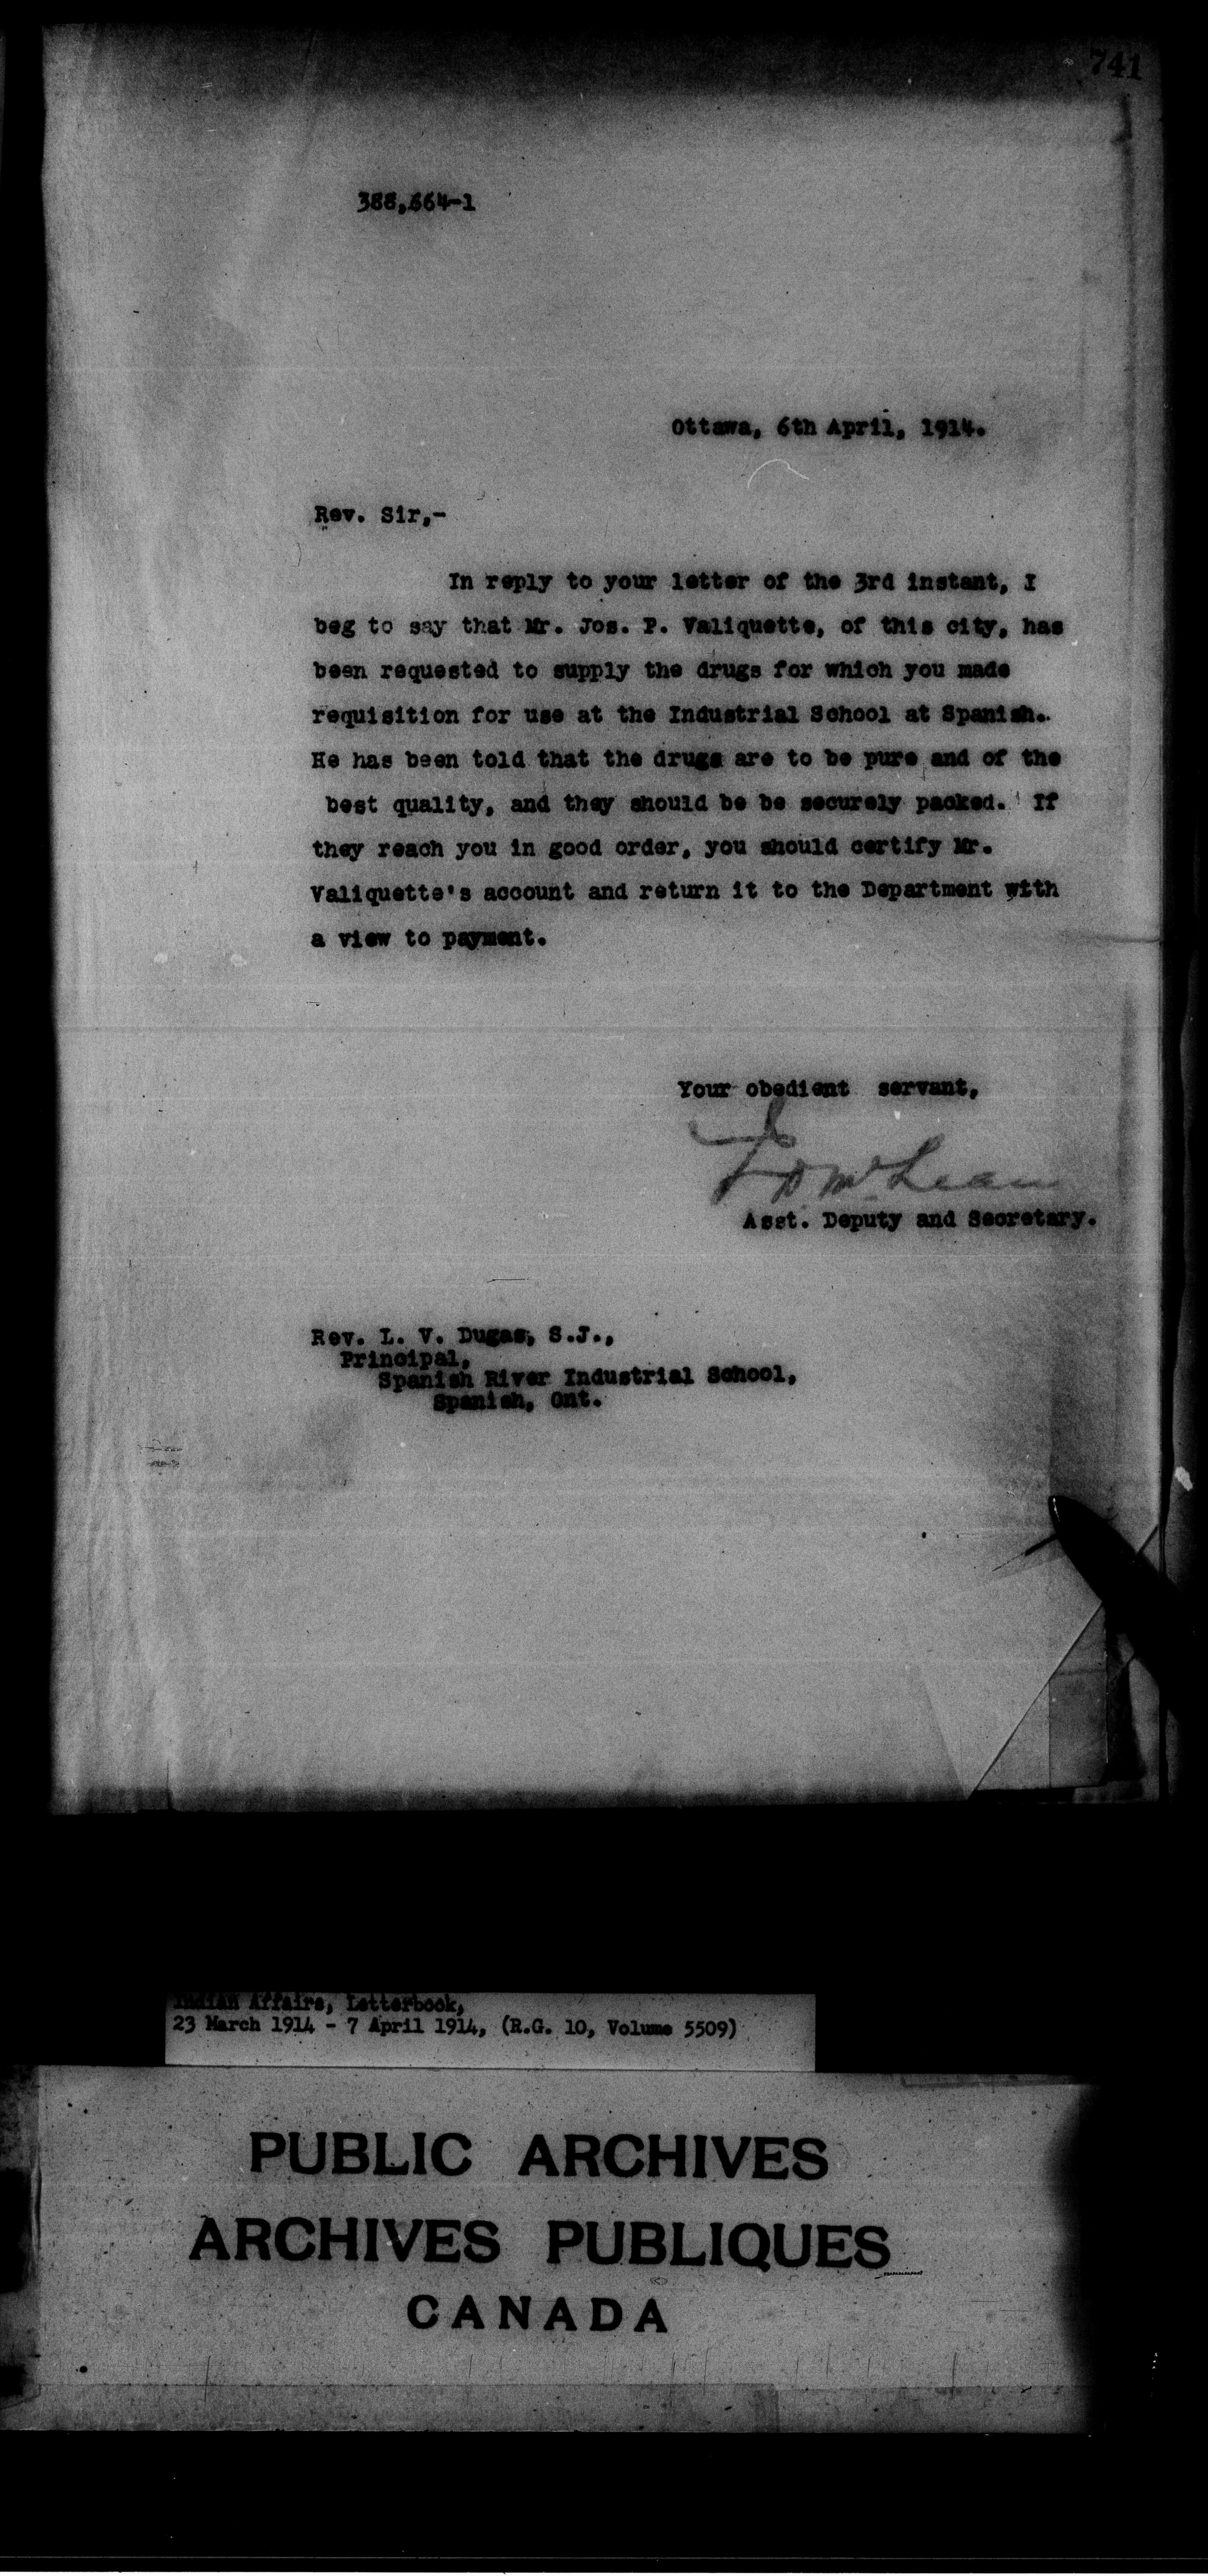 741
388,664-1
Ottawa, 6th April, 1914.
Rev. Sir,-
In reply to your letter of the 3rd instant, I
beg to say that Mr. Jos. P. Valiquette, of this city, has
been requested to supply the drugs for which you made
requisition for use at the Industrial School at Spanish.
He has been told that the drugs are to be pure and of the
best quality, and they should be be securely packed. If
they reach you in good order, you should certify Mr.
Valiquette's account and return it to the Department with
a view to payment.
Your obedient servant,
J D McLean
Asst. Deputy and Secretary.
Rev. L. V. Dugas, S.J.,
Principal,
Spanish River Industrial School,
Spanish, Ont.
Indian Affairs, Letterbook,
23 March 1914 - 7 April 1914, (R.G. 10, Volume 5509)
PUBLIC ARCHIVES
ARCHIVES PUBLIQUES
CANADA